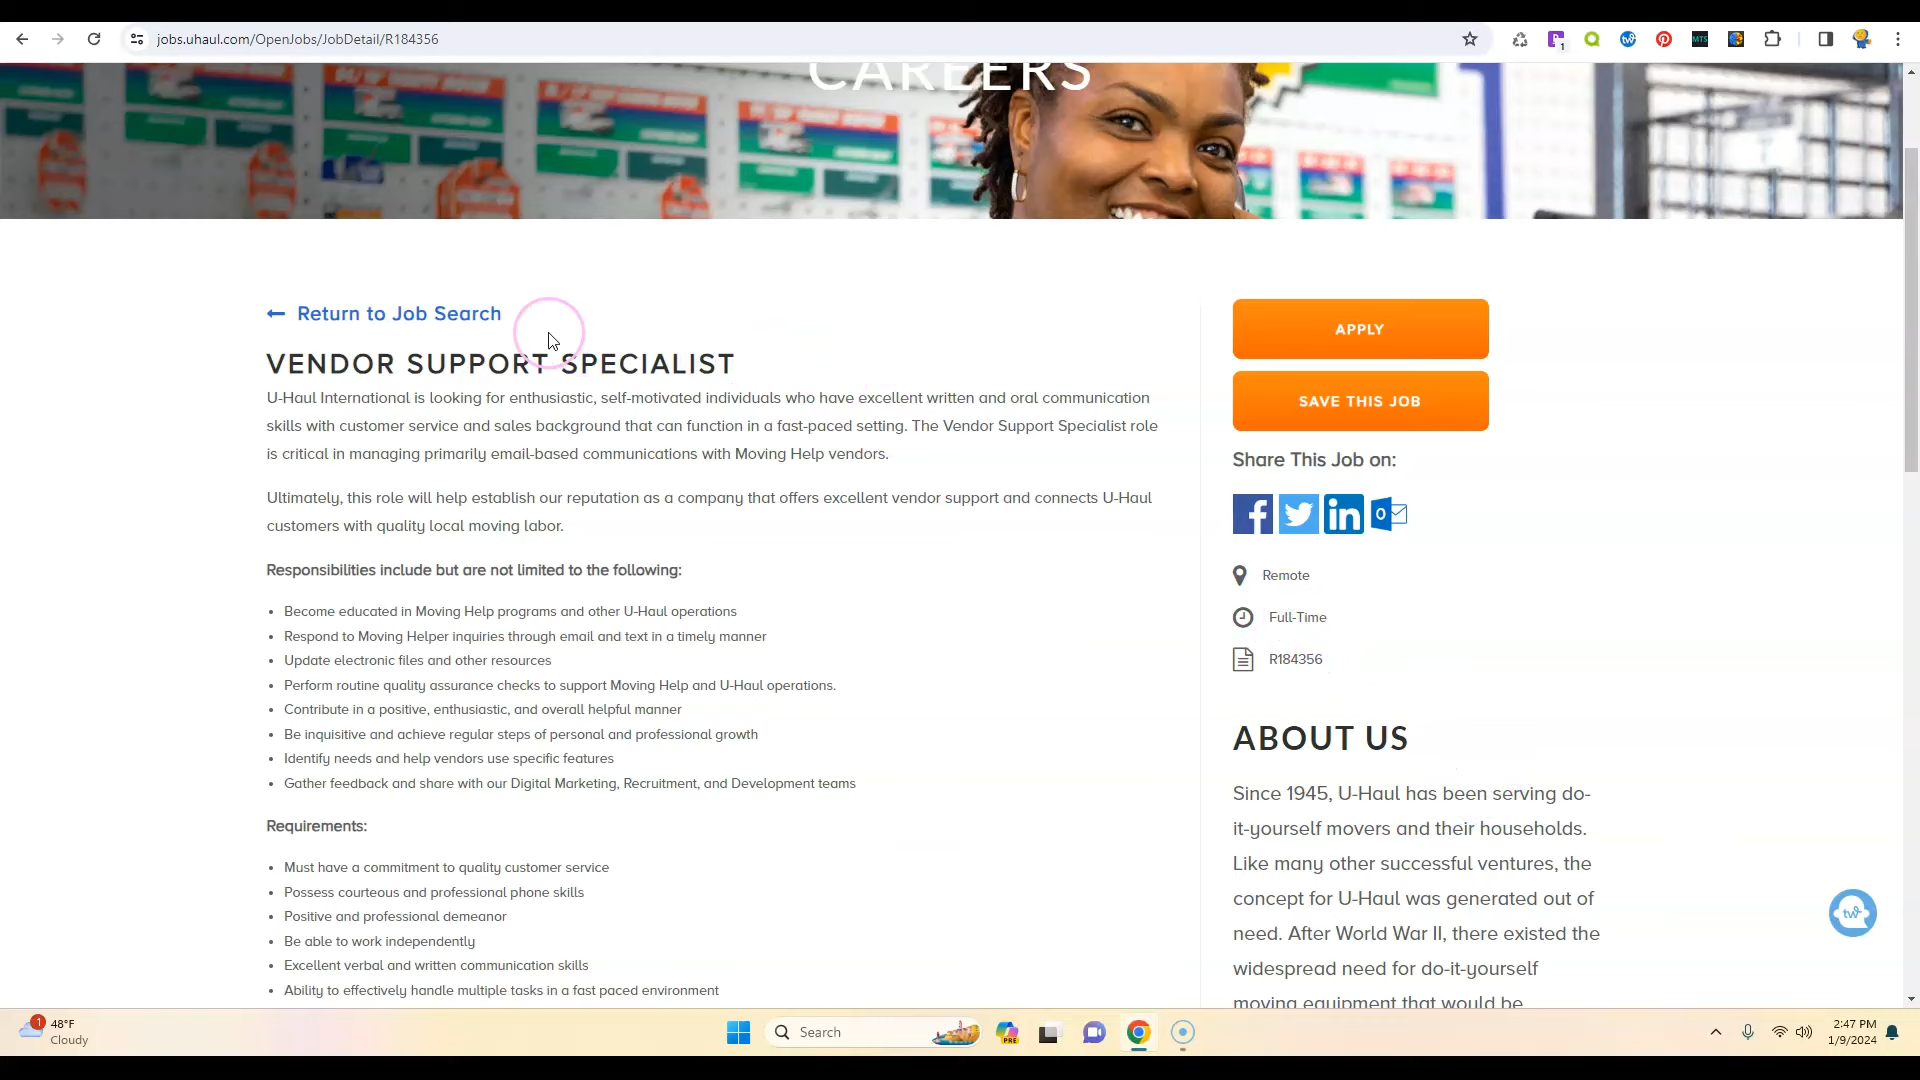 jobs.uhaul.com/OpenJobs/JobDetail/R184356
CAREERS
Return to Job Search
VENDOR SUPPORT SPECIALIST
U-Haul International is looking for enthusiastic, self-motivated individuals who have excellent written and oral communication
skills with customer service and sales background that can function in a fast-paced setting. The Vendor Support Specialist role
is critical in managing primarily email-based communications with Moving Help vendors.
Ultimately, this role will help establish our reputation as a company that offers excellent vendor support and connects U-Haul
customers with quality local moving labor.
Responsibilities include but are not limited to the following:
• Become educated in Moving Help programs and other U-Haul operations
• Respond to Moving Helper inquiries through email and text in a timely manner
• Update electronic files and other resources
• Perform routine quality assurance checks to support Moving Help and U-Haul operations.
• Contribute in a positive, enthusiastic, and overall helpful manner
• Be inquisitive and achieve regular steps of personal and professional growth
• Identify needs and help vendors use specific features
• Gather feedback and share with our Digital Marketing, Recruitment, and Development teams
Requirements:
• Must have a commitment to quality customer service
• Possess courteous and professional phone skills
• Positive and professional demeanor
• Be able to work independently
• Excellent verbal and written communication skills
• Ability to effectively handle multiple tasks in a fast paced environment
APPLY
SAVE THIS JOB
Share This Job on:
Remote
Full-Time
R184356
ABOUT US
Since 1945, U-Haul has been serving do-
it-yourself movers and their households.
Like many other successful ventures, the
concept for U-Haul was generated out of
need. After World War II, there existed the
widespread need for do-it-yourself
moving equipment that would be
1
48°F
Cloudy
Search
PRE
2:47 PM
1/9/2024